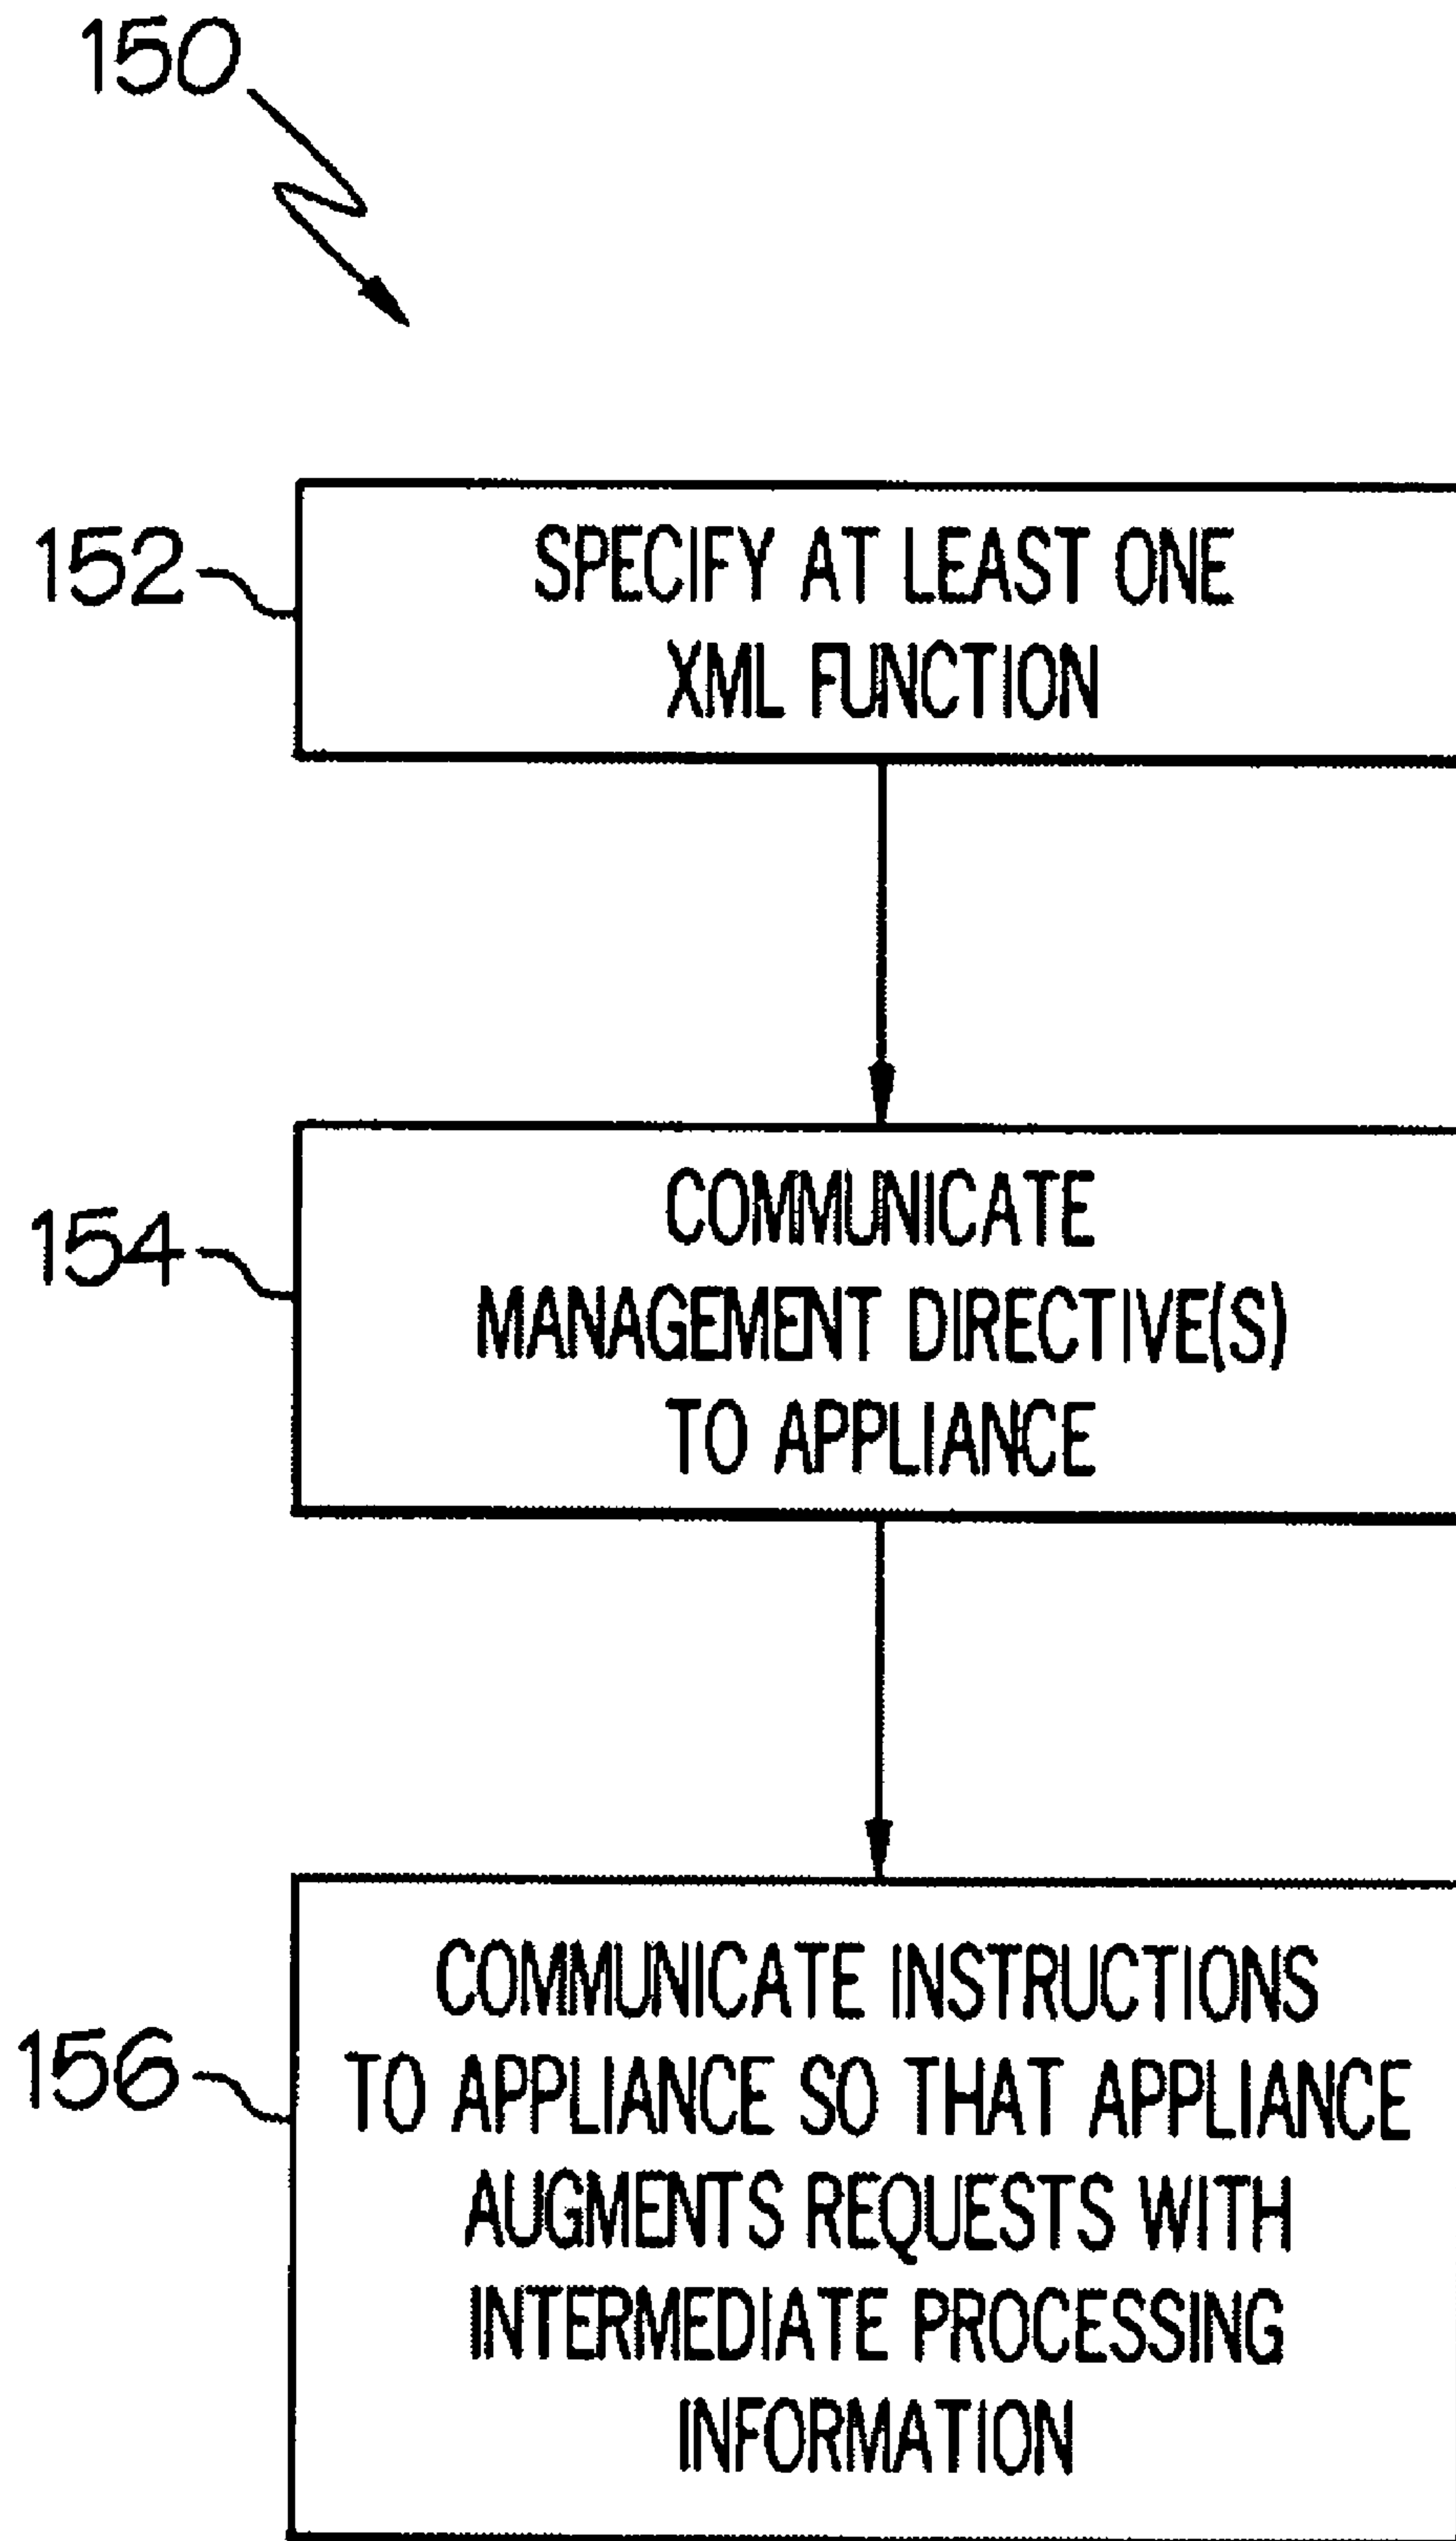 150
152
SPECIFY AT LEAST ONE
XML FUNCTION
154
COMMUNICATE
MANAGEMENT DIRECTIVE(S)
TO APPLIANCE
156
COMMUNICATE INSTRUCTIONS
TO APPLIANCE SO THAT APPLIANCE
AUGMENTS REQUESTS WITH
INTERMEDIATE PROCESSING
INFORMATION